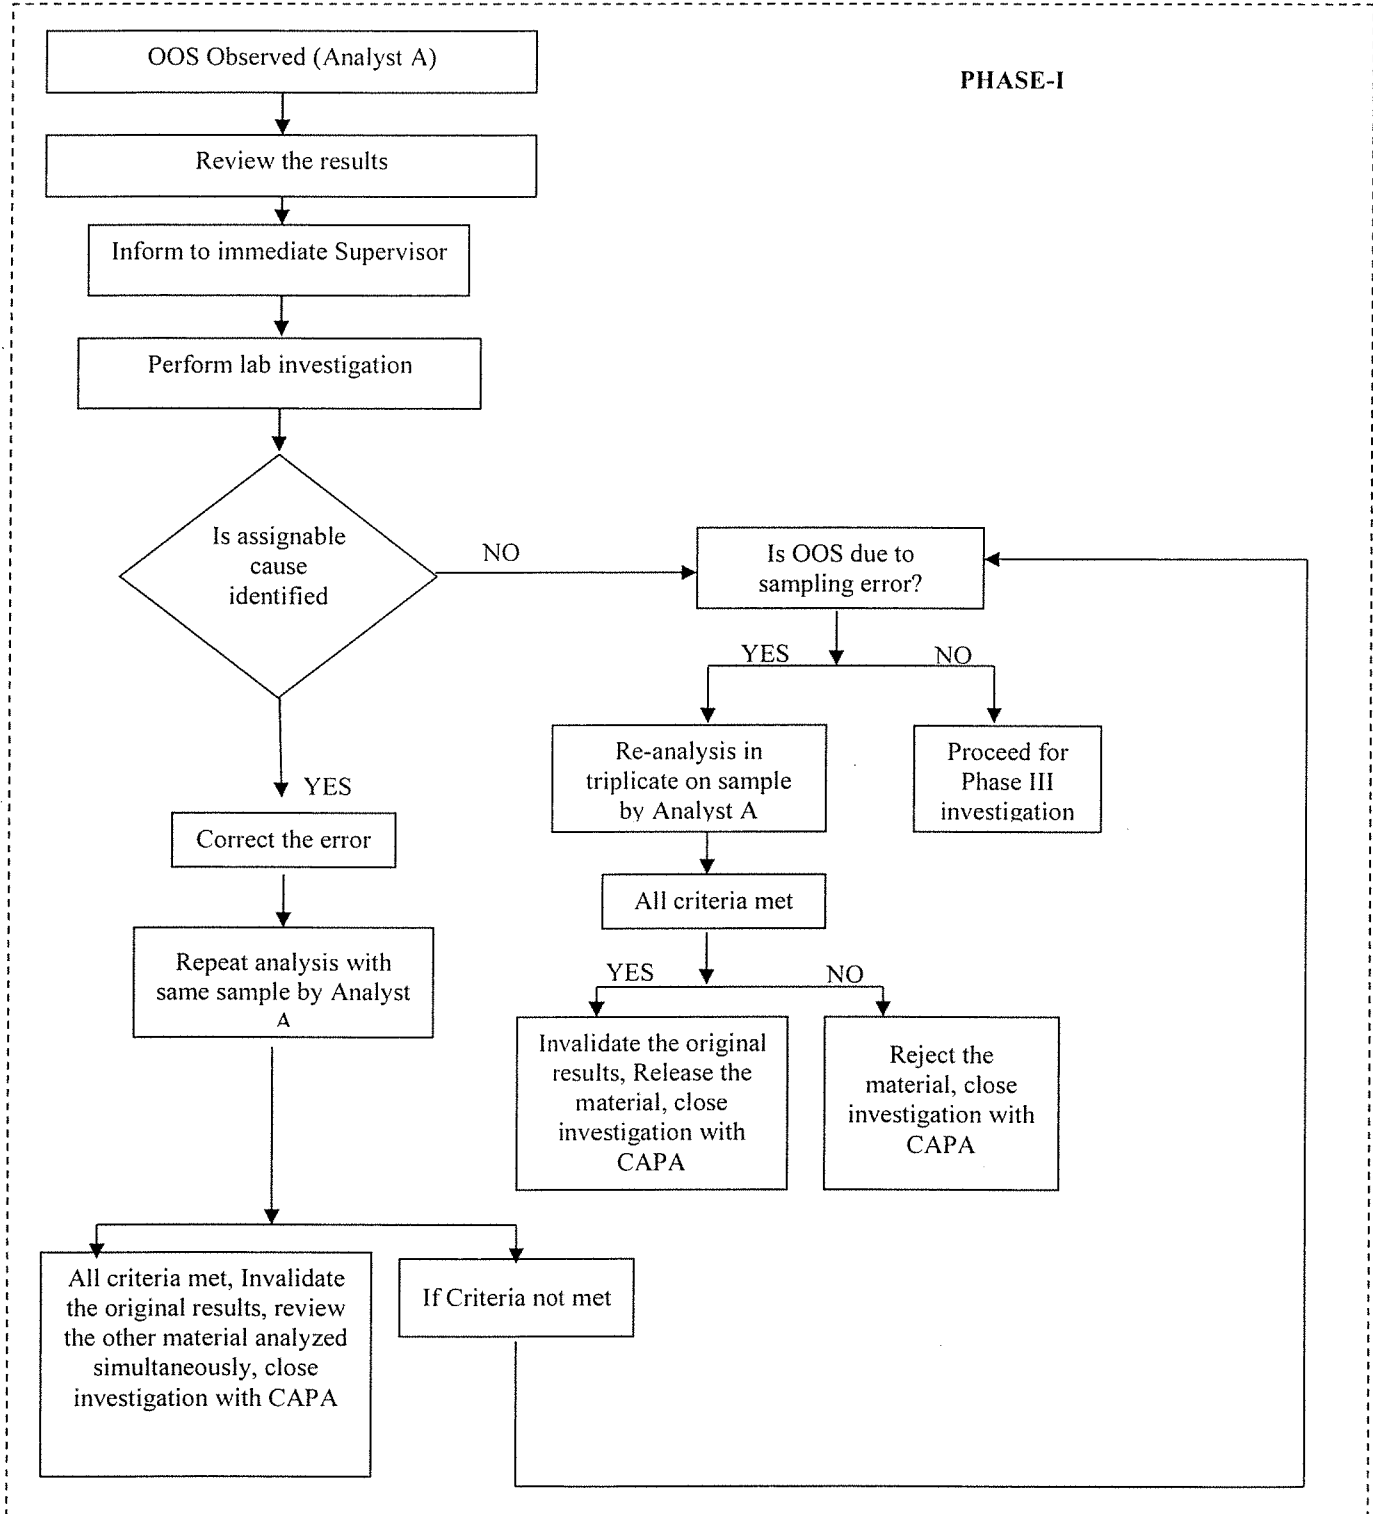 OOS Observed (Analyst A)
PHASE-I
Review the results
Inform to immediate Supervisor
Perform lab investigation
Is assignable
cause
identified
NO
Is OOS due to
sampling error?
YES
NO
Re-analysis in
triplicate on sample
by Analyst A
Proceed for
Phase III
investigation
YES
Correct the error
All criteria met
Repeat analysis with
same sample by Analyst
A
YES
NO
Invalidate the original
results, Release the
material, close
investigation with
CAPA
Reject the
material, close
investigation with
CAPA
All criteria met, Invalidate
the original results, review
the other material analyzed
simultaneously, close
investigation with CAPA
If Criteria not met